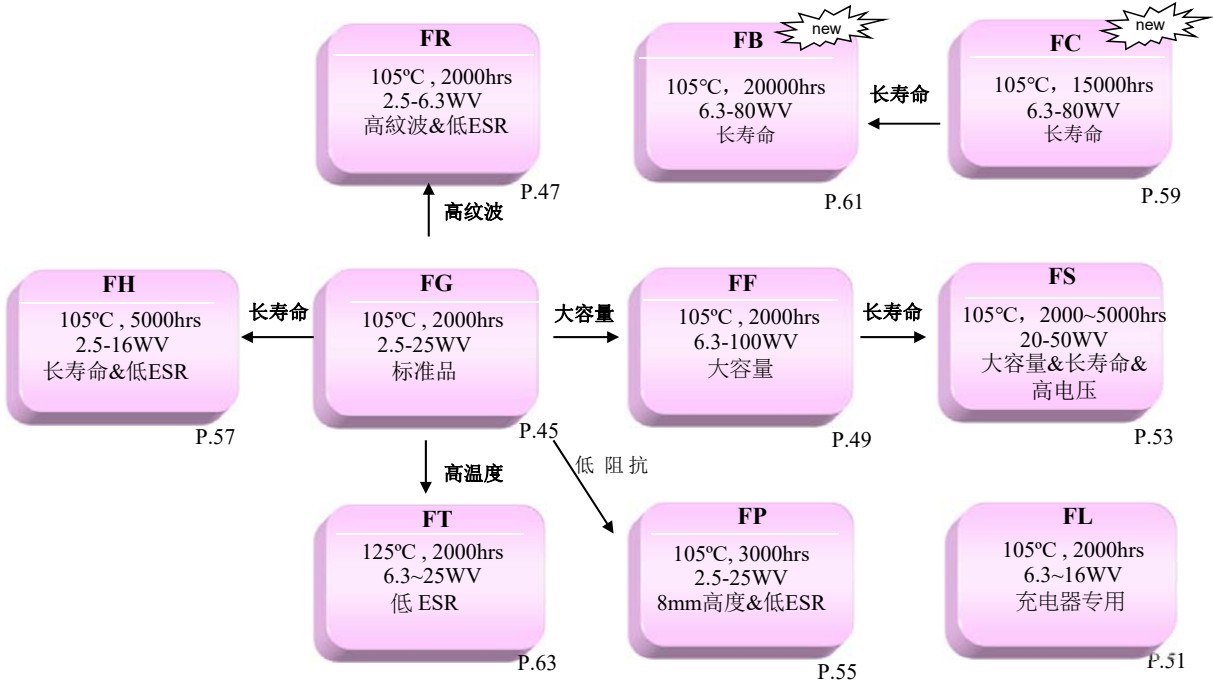 FR
105ºC , 2000hrs
2.5-6.3WV
高紋波&低ESR
P.47
new
FB
105℃，20000hrs
6.3-80WV
长寿命
P.61
长寿命
new
FC
105℃，15000hrs
6.3-80WV
长寿命
P.59
高纹波
FH
105ºC , 5000hrs
2.5-16WV
长寿命&低ESR
P.57
长寿命
FG
105ºC , 2000hrs
2.5-25WV
标准品
P.45
大容量
FF
105ºC , 2000hrs
6.3-100WV
大容量
P.49
长寿命
FS
105℃，2000~5000hrs
20-50WV
大容量&长寿命&
高电压
P.53
高温度
低 阻 抗
FT
125ºC , 2000hrs
6.3~25WV
低 ESR
P.63
FP
105ºC, 3000hrs
2.5-25WV
8mm高度&低ESR
P.55
FL
105ºC, 2000hrs
6.3~16WV
充电器专用
P.51